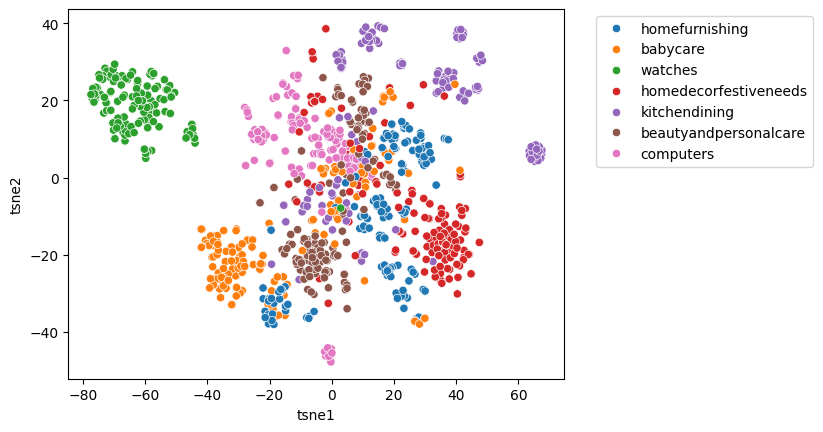 40
20
0
−20
−40
tsne2
−80
−60
−40
−20
0
20
40
60
tsne1
homefurnishing
babycare
watches
homedecorfestiveneeds
kitchendining
beautyandpersonalcare
computers